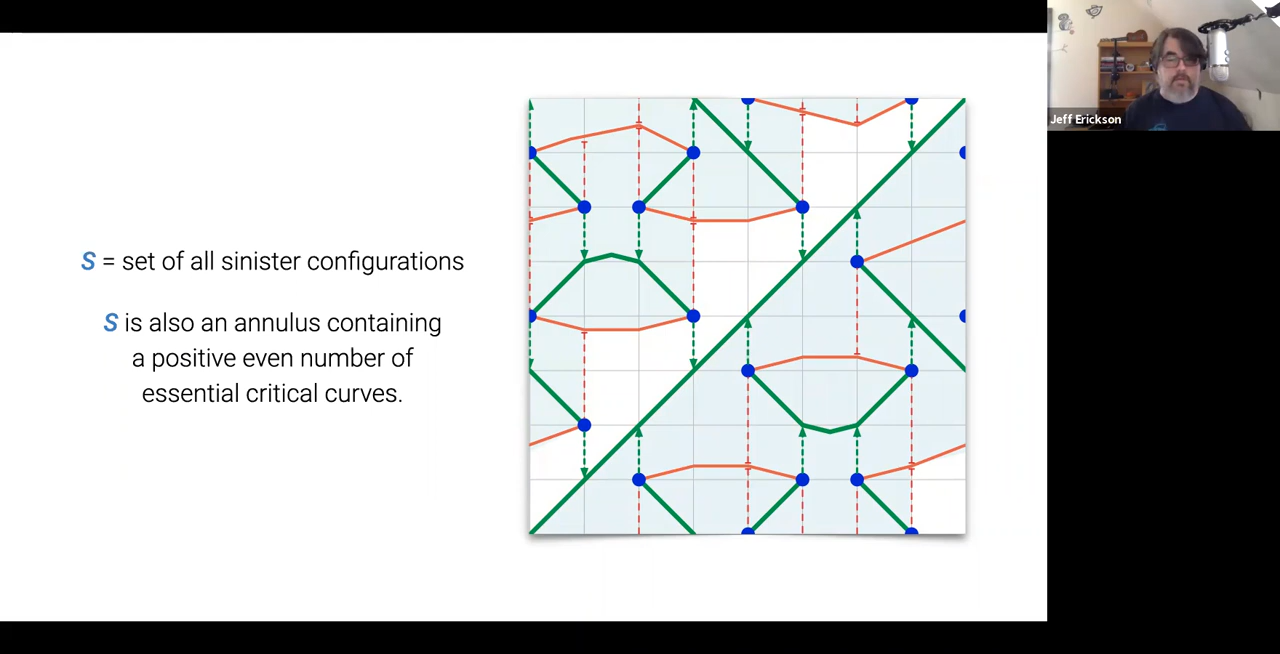 S = set of all sinister configurations
S is also an annulus containing
a positive even number of
essential critical curves.
Jeff Erickson